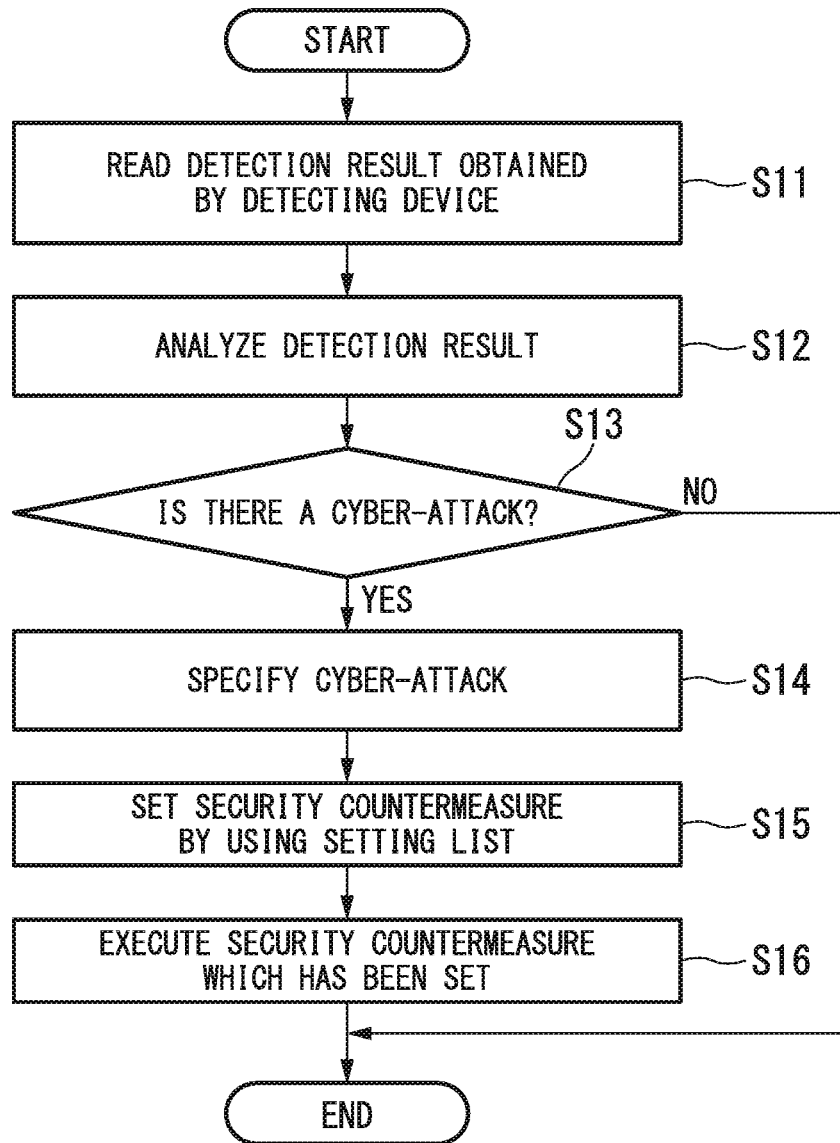 START
READ DETECTION RESULT OBTAINED
BY DETECTING DEVICE
S11
ANALYZE DETECTION RESULT
S12
S13
IS THERE A CYBER-ATTACK?
NO
YES
SPECIFY CYBER-ATTACK
S14
SET SECURITY COUNTERMEASURE
BY USING SETTING LIST
S15
EXECUTE SECURITY COUNTERMEASURE
WHICH HAS BEEN SET
S16
END